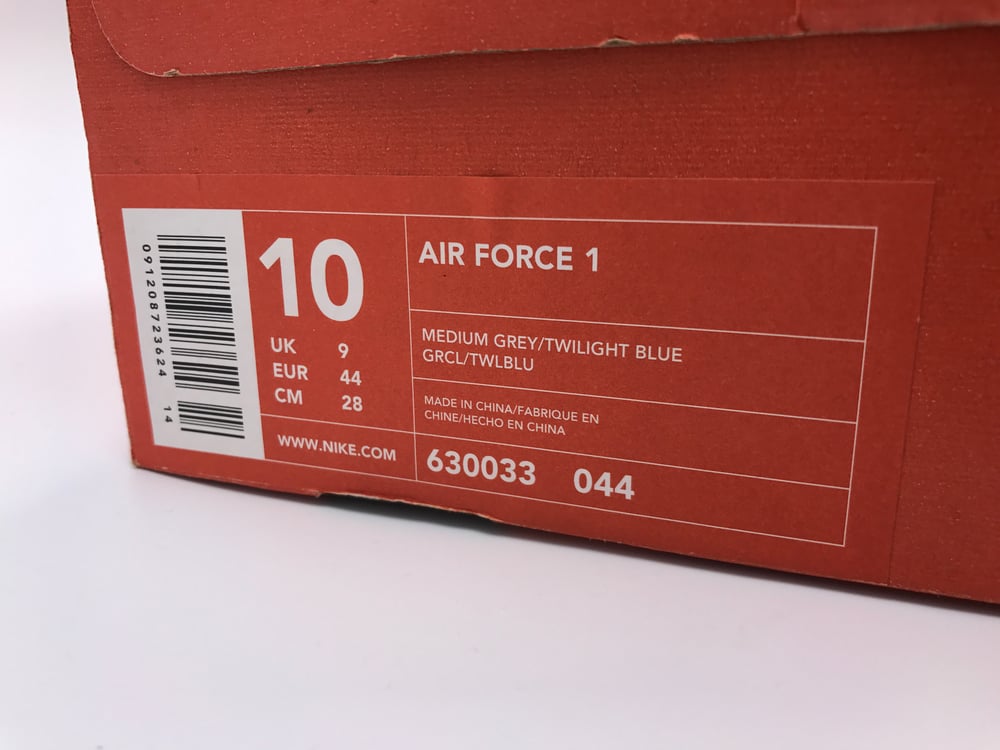 0912087236241 14
10
UK 9
EUR 44
CM 28
WWW.NIKE.COM
AIR FORCE 1
MEDIUM GREY/TWILIGHT BLUE
GRCL/TWLBLU
MADE IN CHINA/FABRIQUE EN
CHINE/HECHO EN CHINA
630033 044